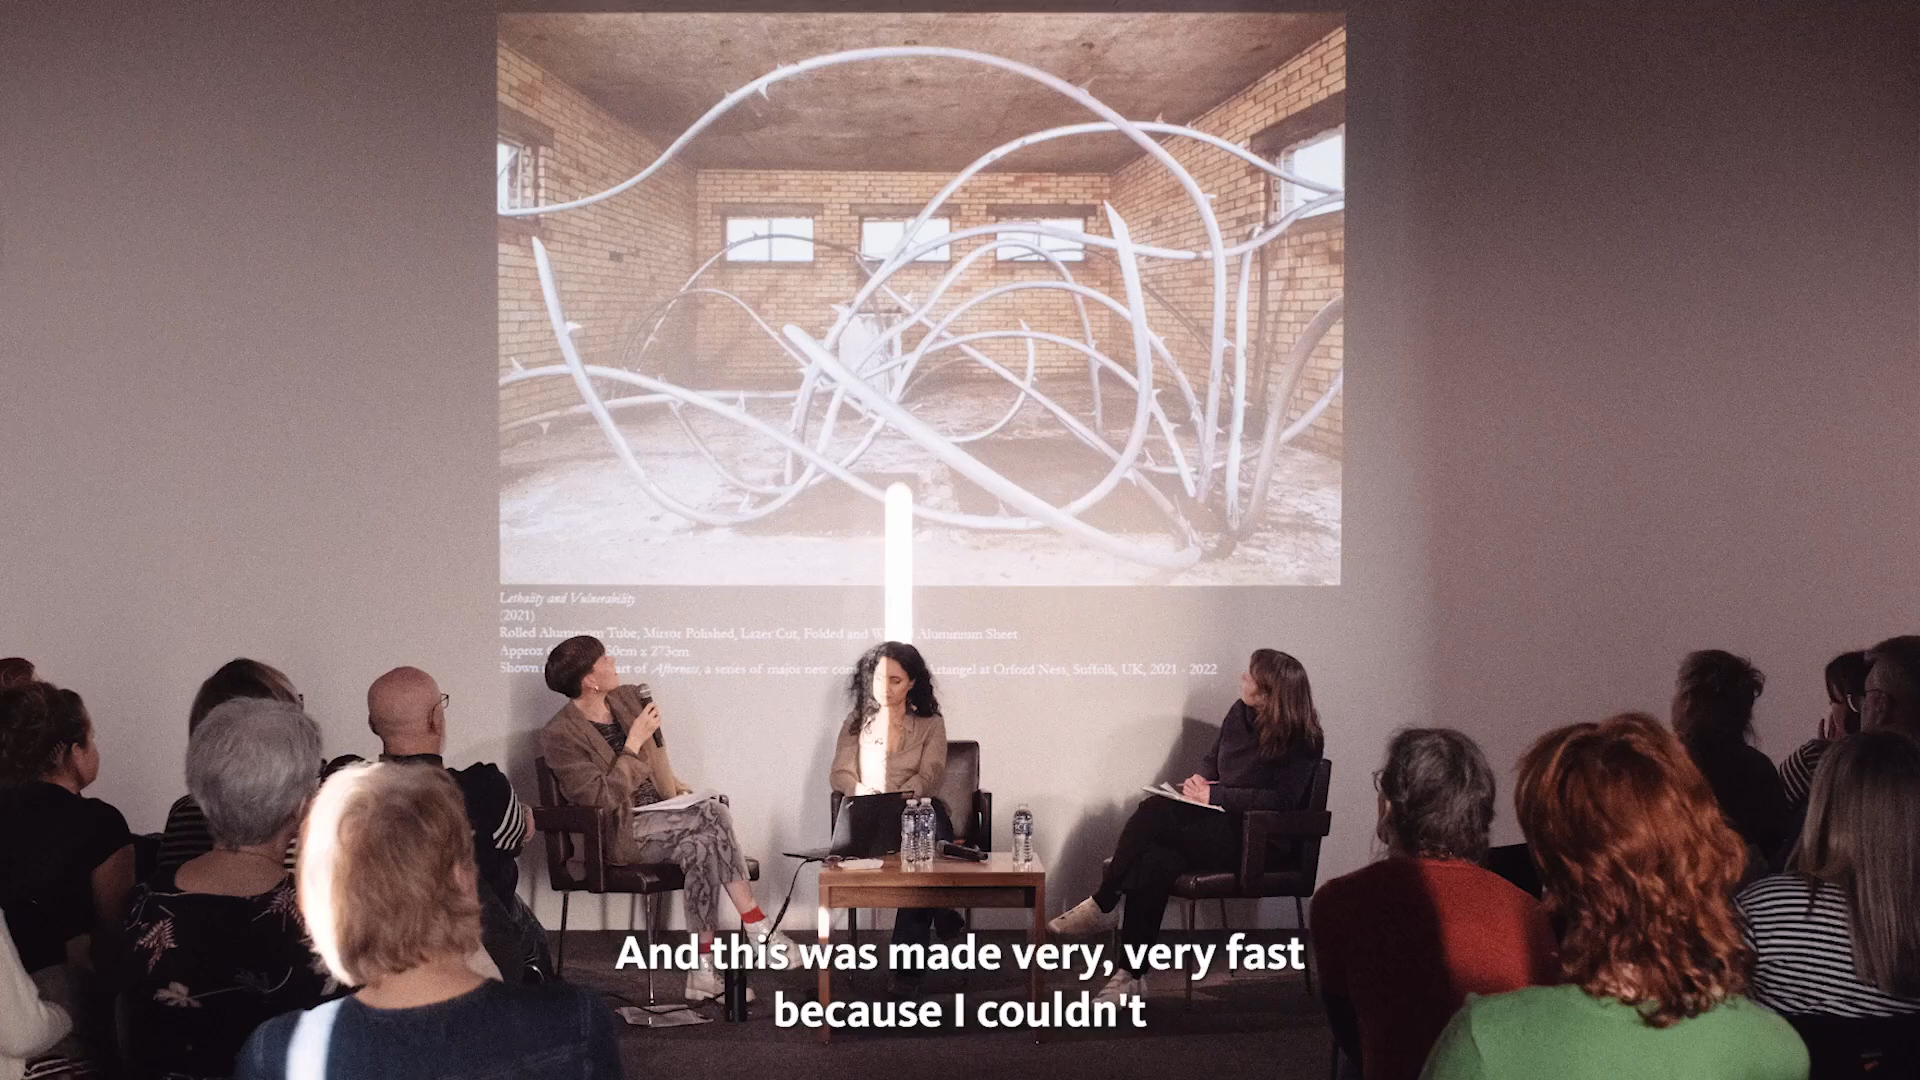 Lethality and Vulnerability
(2021)
Rolled Aluminium Tube; Mirror Polished, Lazer Cut, Folded and Aluminium Sheet
Approx 50cm x 273cm
Shown art of Afterness, a series of major new Artangel at Orford Ness, Suffolk, UK, 2021 - 2022
And this was made very, very fast
because I couldn't